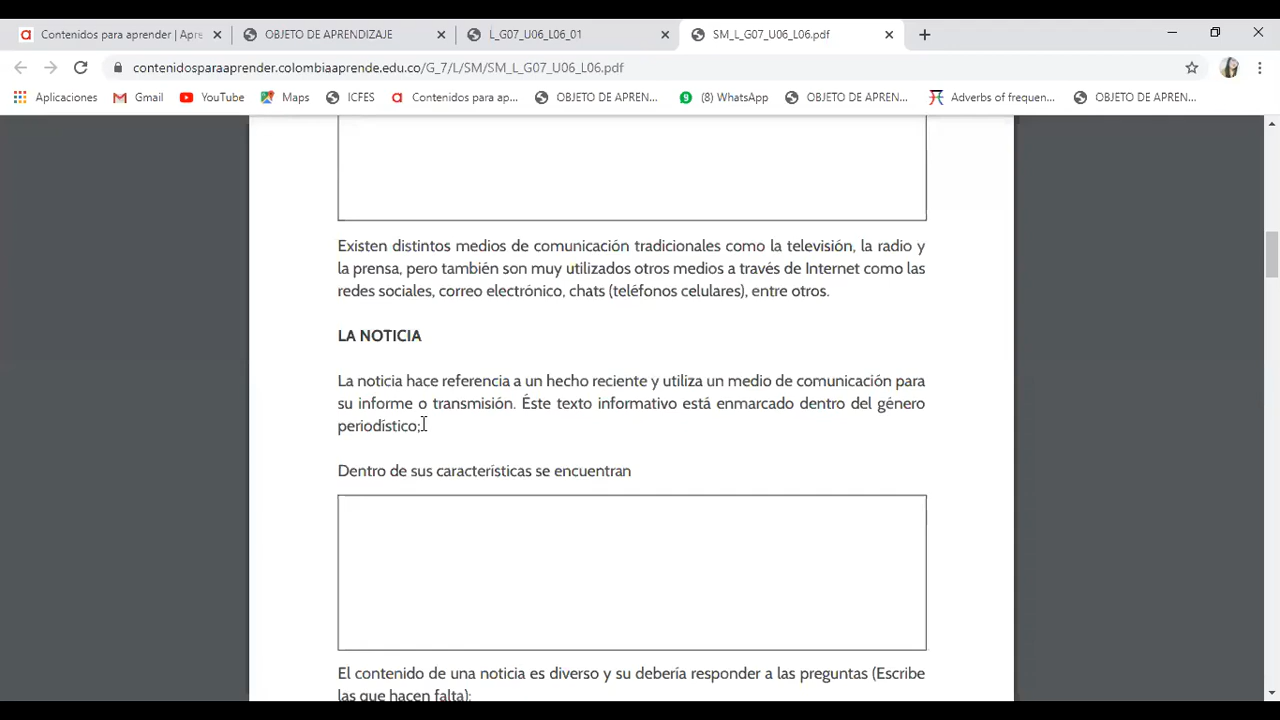 Contenidos para aprender | Apre
OBJETO DE APRENDIZAJE
L_G07_U06_L06_01
SM_L_G07_U06_L06.pdf
contenidosparaaprender.colombiaaprende.edu.co/G_7/L/SM/SM_L_G07_U06_L06.pdf
Aplicaciones
Gmail
YouTube
Maps
ICFES
Contenidos para ap...
OBJETO DE APREN...
(8) WhatsApp
OBJETO DE APREN...
Adverbs of frequen...
OBJETO DE APREN...
Existen distintos medios de comunicación tradicionales como la televisión, la radio y
la prensa, pero también son muy utilizados otros medios a través de Internet como las
redes sociales, correo electrónico, chats (teléfonos celulares), entre otros.
LA NOTICIA
La noticia hace referencia a un hecho reciente y utiliza un medio de comunicación para
su informe o transmisión. Éste texto informativo está enmarcado dentro del género
periodístico;
Dentro de sus características se encuentran
El contenido de una noticia es diverso y su debería responder a las preguntas (Escribe
las que hacen falta):